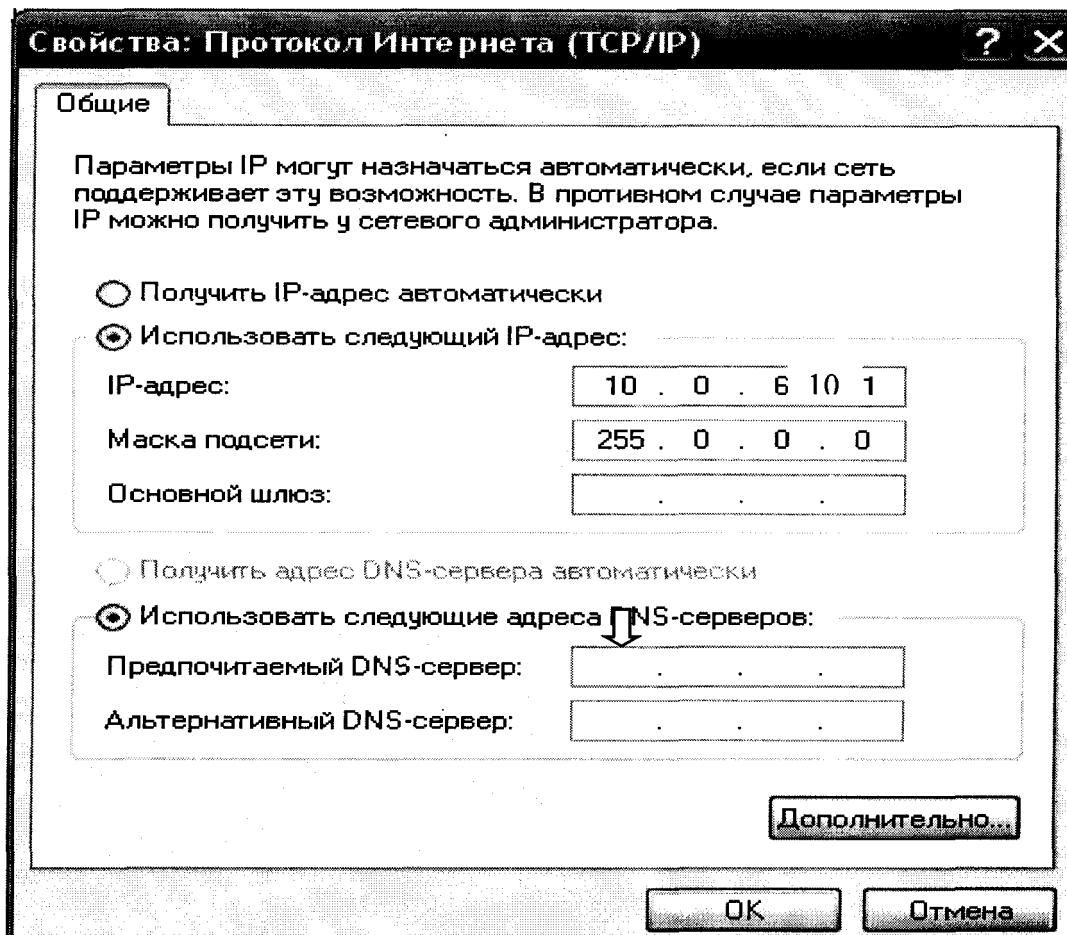 Свойства: Протокол Интернета (TCP/IP)
Общие
Параметры IP могут назначаться автоматически, если сеть
поддерживает эту возможность. В противном случае параметры
IP можно получить у сетевого администратора.
Получить IP-адрес автоматически
Использовать следующий IP-адрес:
IP-адрес: 10 . 0 . 6 10 1
Маска подсети: 255 . 0 . 0 . 0
Основной шлюз: . . .
Получить адрес DNS-сервера автоматически
Использовать следующие адреса DNS-серверов:
Предпочитаемый DNS-сервер: . . .
Альтернативный DNS-сервер: . . .
Дополнительно...
OK Отмена